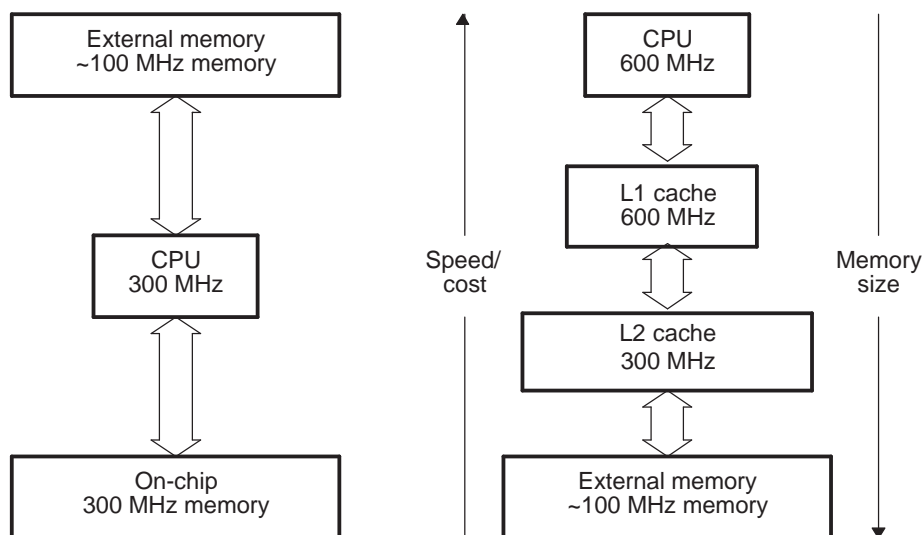 External memory
~100 MHz memory
CPU
300 MHz
On-chip
300 MHz memory
Speed/
cost
CPU
600 MHz
L1 cache
600 MHz
L2 cache
300 MHz
External memory
~100 MHz memory
Memory
size